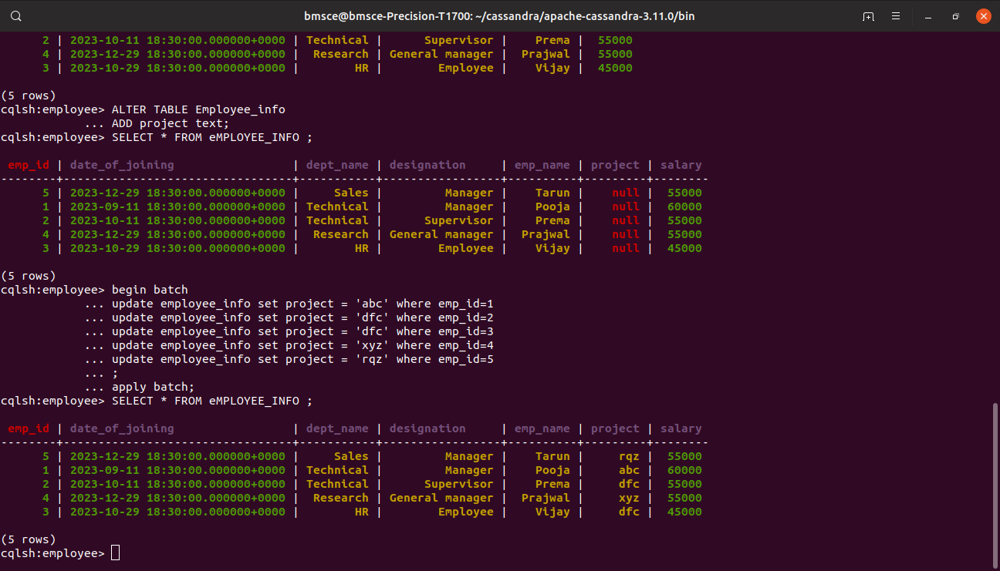 bmsce@bmsce-Precision-T1700: ~/cassandra/apache-cassandra-3.11.0/bin
      2 | 2023-10-11 18:30:00.000000+0000 | Technical |      Supervisor |    Prema |  55000
      4 | 2023-12-29 18:30:00.000000+0000 |  Research | General manager |  Prajwal |  55000
      3 | 2023-10-29 18:30:00.000000+0000 |        HR |        Employee |    Vijay |  45000
(5 rows)
cqlsh:employee> ALTER TABLE Employee_info
            ... ADD project text;
cqlsh:employee> SELECT * FROM eMPLOYEE_INFO ;
 emp_id | date_of_joining                 | dept_name | designation     | emp_name | project | salary
--------+---------------------------------+-----------+-----------------+----------+---------+--------
      5 | 2023-12-29 18:30:00.000000+0000 |     Sales |         Manager |    Tarun |    null |  55000
      1 | 2023-09-11 18:30:00.000000+0000 | Technical |         Manager |    Pooja |    null |  60000
      2 | 2023-10-11 18:30:00.000000+0000 | Technical |      Supervisor |    Prema |    null |  55000
      4 | 2023-12-29 18:30:00.000000+0000 |  Research | General manager |  Prajwal |    null |  55000
      3 | 2023-10-29 18:30:00.000000+0000 |        HR |        Employee |    Vijay |    null |  45000
(5 rows)
cqlsh:employee> begin batch
            ... update employee_info set project = 'abc' where emp_id=1
            ... update employee_info set project = 'dfc' where emp_id=2
            ... update employee_info set project = 'dfc' where emp_id=3
            ... update employee_info set project = 'xyz' where emp_id=4
            ... update employee_info set project = 'rqz' where emp_id=5
            ... ;
            ... apply batch;
cqlsh:employee> SELECT * FROM eMPLOYEE_INFO ;
 emp_id | date_of_joining                 | dept_name | designation     | emp_name | project | salary
--------+---------------------------------+-----------+-----------------+----------+---------+--------
      5 | 2023-12-29 18:30:00.000000+0000 |     Sales |         Manager |    Tarun |     rqz |  55000
      1 | 2023-09-11 18:30:00.000000+0000 | Technical |         Manager |    Pooja |     abc |  60000
      2 | 2023-10-11 18:30:00.000000+0000 | Technical |      Supervisor |    Prema |     dfc |  55000
      4 | 2023-12-29 18:30:00.000000+0000 |  Research | General manager |  Prajwal |     xyz |  55000
      3 | 2023-10-29 18:30:00.000000+0000 |        HR |        Employee |    Vijay |     dfc |  45000
(5 rows)
cqlsh:employee>